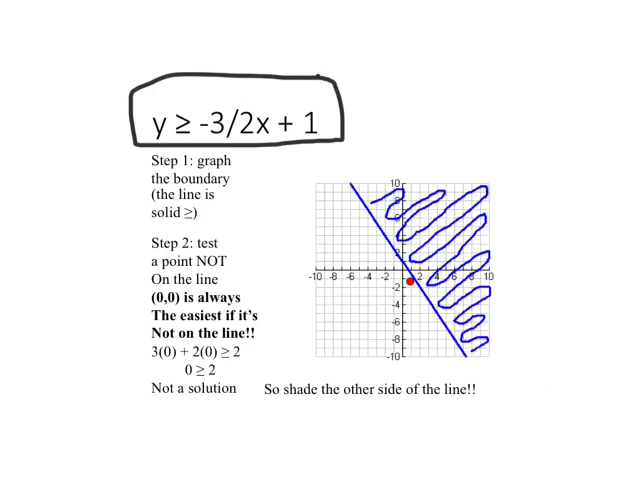 y ≥ -3/2x + 1
Step 1: graph
the boundary
(the line is
solid ≥)
Step 2: test
a point NOT
On the line
(0,0) is always
The easiest if it's
Not on the line!!
3(0) + 2(0) ≥ 2
0 ≥ 2
Not a solution
10
8
6
4
2
-10 -8 -6 -4 -2 2 4 6 8 10
-2
-4
-6
-8
-10
So shade the other side of the line!!